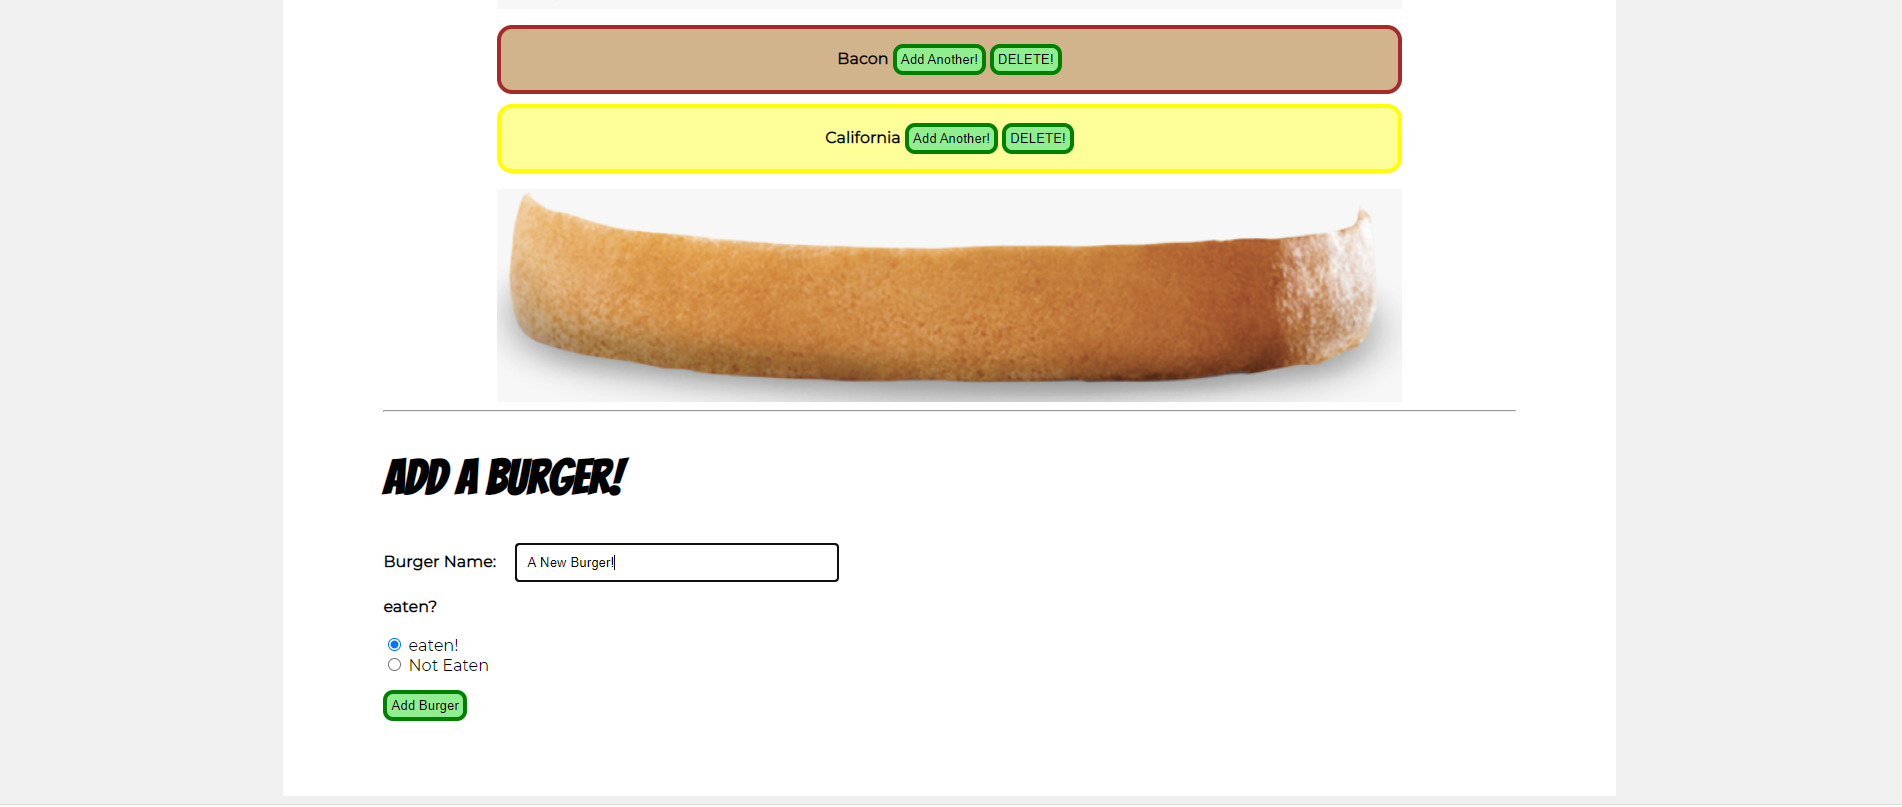 Bacon Add Another! DELETE!
California Add Another! DELETE!
ADD A BURGER!
Burger Name: A New Burger!
eaten?
eaten!
Not Eaten
Add Burger